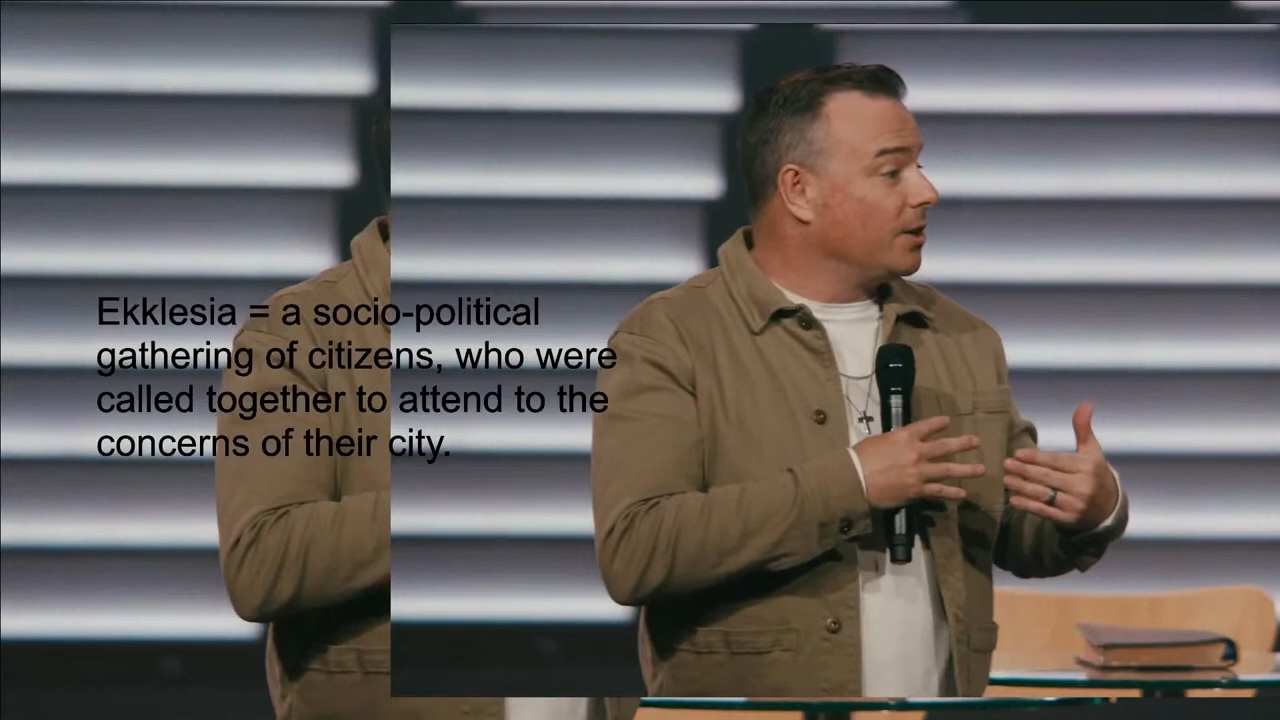 Ekklesia = a socio-political
gathering of citizens, who were
called together to attend to the
concerns of their city.